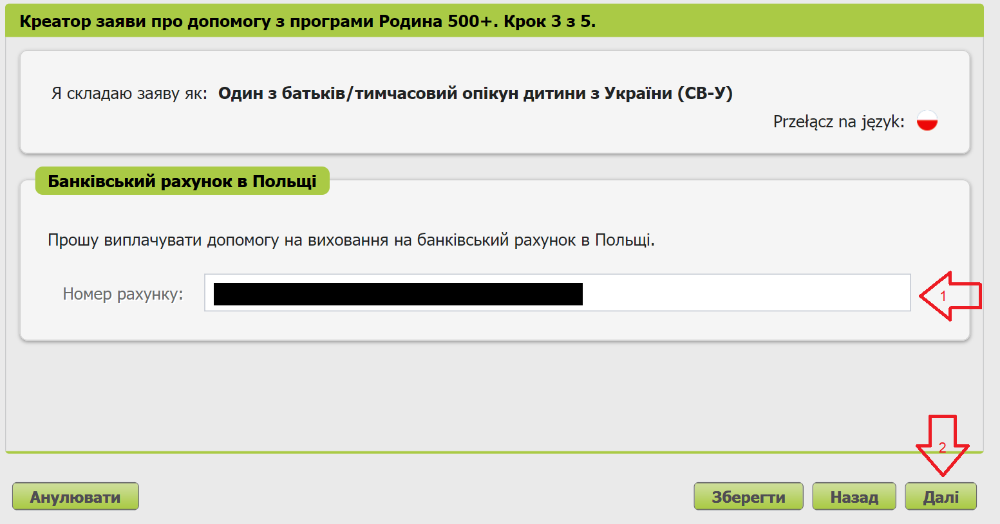 Креатор заяви про допомогу з програми Родина 500+. Крок 3 з 5.
Я складаю заяву як: Один з батьків/тимчасовий опікун дитини з України (СВ-У)
Przełącz na język:
Банківський рахунок в Польщі
Прошу виплачувати допомогу на виховання на банківський рахунок в Польщі.
Номер рахунку:
1
2
Анулювати Зберегти Назад Далі